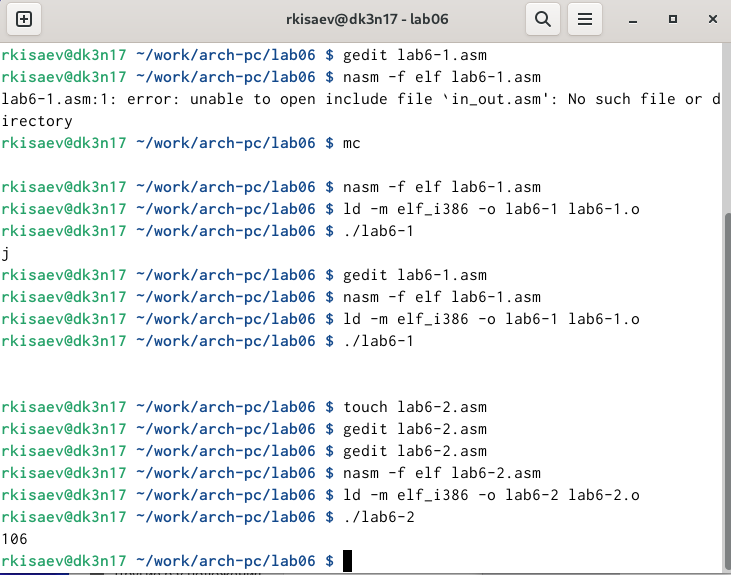 rkisaev@dk3n17 - lab06
rkisaev@dk3n17 ~/work/arch-pc/lab06 $ gedit lab6-1.asm
rkisaev@dk3n17 ~/work/arch-pc/lab06 $ nasm -f elf lab6-1.asm
lab6-1.asm:1: error: unable to open include file `in_out.asm': No such file or d
irectory
rkisaev@dk3n17 ~/work/arch-pc/lab06 $ mc
rkisaev@dk3n17 ~/work/arch-pc/lab06 $ nasm -f elf lab6-1.asm
rkisaev@dk3n17 ~/work/arch-pc/lab06 $ ld -m elf_i386 -o lab6-1 lab6-1.o
rkisaev@dk3n17 ~/work/arch-pc/lab06 $ ./lab6-1
j
rkisaev@dk3n17 ~/work/arch-pc/lab06 $ gedit lab6-1.asm
rkisaev@dk3n17 ~/work/arch-pc/lab06 $ nasm -f elf lab6-1.asm
rkisaev@dk3n17 ~/work/arch-pc/lab06 $ ld -m elf_i386 -o lab6-1 lab6-1.o
rkisaev@dk3n17 ~/work/arch-pc/lab06 $ ./lab6-1
rkisaev@dk3n17 ~/work/arch-pc/lab06 $ touch lab6-2.asm
rkisaev@dk3n17 ~/work/arch-pc/lab06 $ gedit lab6-2.asm
rkisaev@dk3n17 ~/work/arch-pc/lab06 $ gedit lab6-2.asm
rkisaev@dk3n17 ~/work/arch-pc/lab06 $ nasm -f elf lab6-2.asm
rkisaev@dk3n17 ~/work/arch-pc/lab06 $ ld -m elf_i386 -o lab6-2 lab6-2.o
rkisaev@dk3n17 ~/work/arch-pc/lab06 $ ./lab6-2
106
rkisaev@dk3n17 ~/work/arch-pc/lab06 $